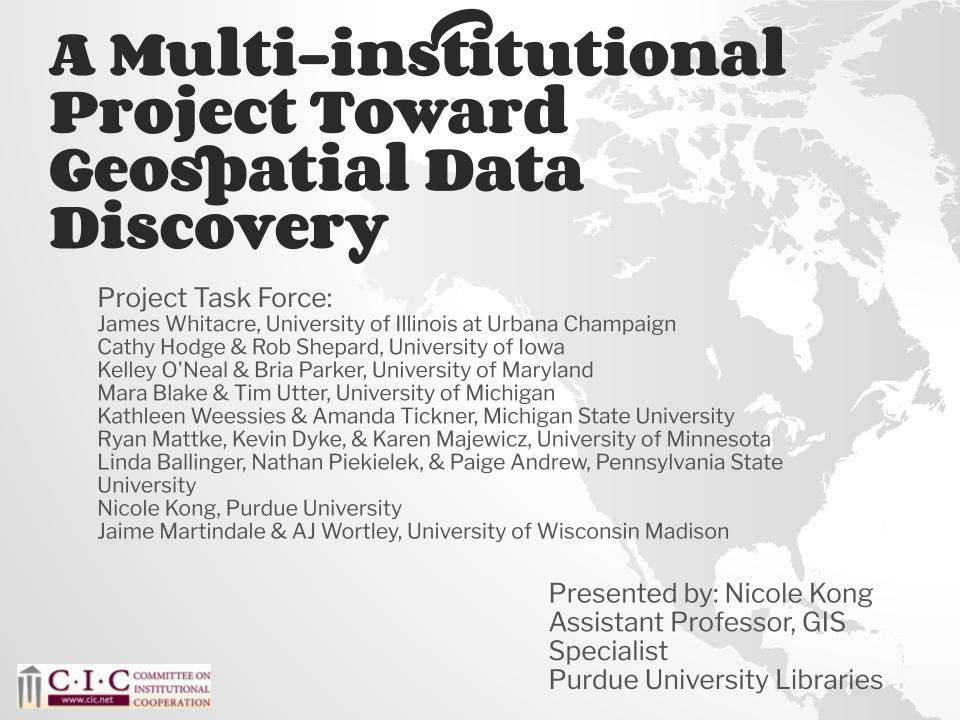 A Multi-institutional
Project Toward
Geospatial Data
Discovery
Project Task Force:
James Whitacre, University of Illinois at Urbana Champaign
Cathy Hodge & Rob Shepard, University of Iowa
Kelley O'Neal & Bria Parker, University of Maryland
Mara Blake & Tim Utter, University of Michigan
Kathleen Weessies & Amanda Tickner, Michigan State University
Ryan Mattke, Kevin Dyke, & Karen Majewicz, University of Minnesota
Linda Ballinger, Nathan Piekielek, & Paige Andrew, Pennsylvania State
University
Nicole Kong, Purdue University
Jaime Martindale & AJ Wortley, University of Wisconsin Madison
Presented by: Nicole Kong
Assistant Professor, GIS
Specialist
Purdue University Libraries
C·I·C
www.cic.net
COMMITTEE ON
INSTITUTIONAL
COOPERATION